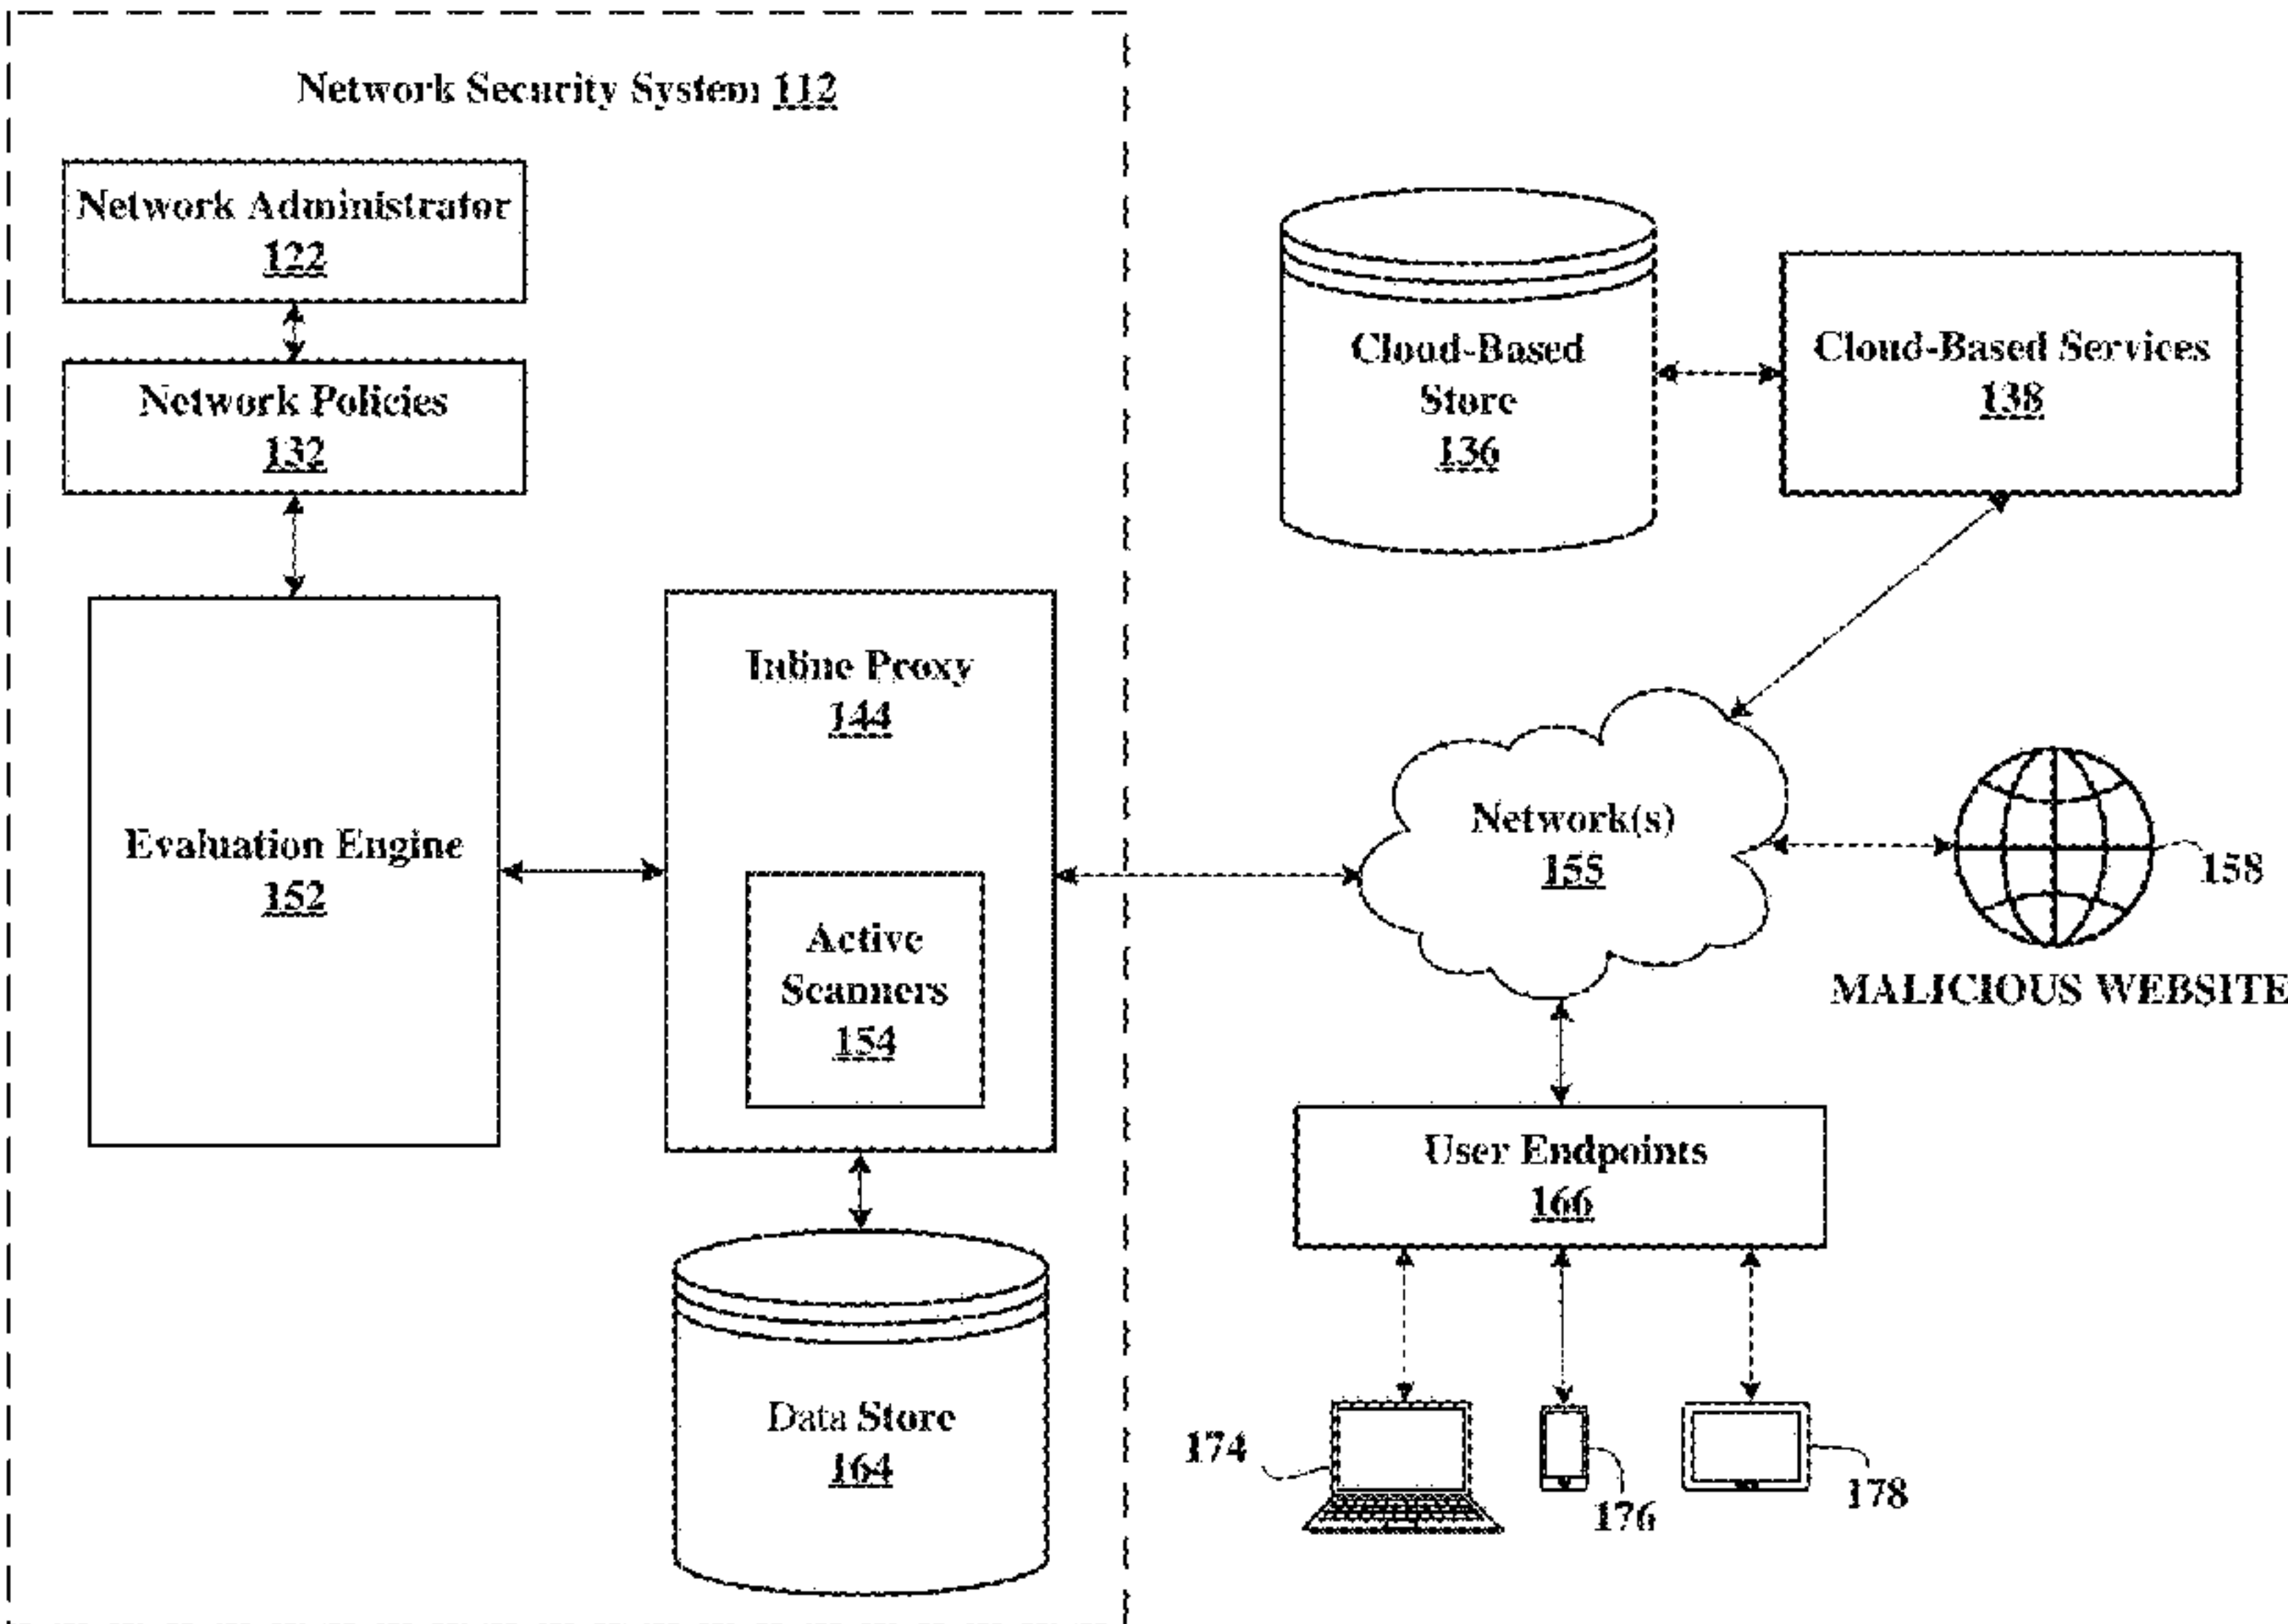 Network Security System 112
Network Administrator
122
Network Policies
132
Evaluation Engine
152
Inline Proxy
144
Active
Scanners
154
Data Store
164
Cloud-Based
Store
136
Cloud-Based Services
138
Network(s)
155
158
MALICIOUS WEBSITE
User Endpoints
166
174
176
178